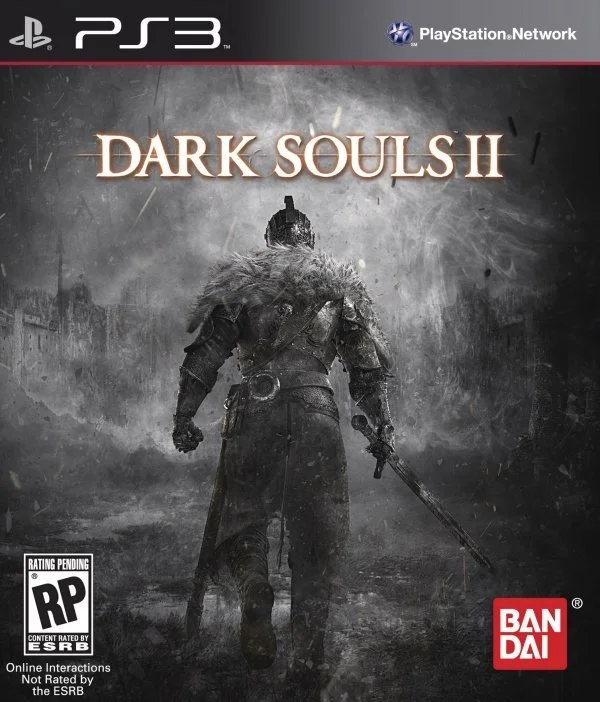 PS3
PlayStation®Network
DARK SOULS II
RATING PENDING
RP
CONTENT RATED BY
ESRB
Online Interactions
Not Rated by
the ESRB
BAN
DAI